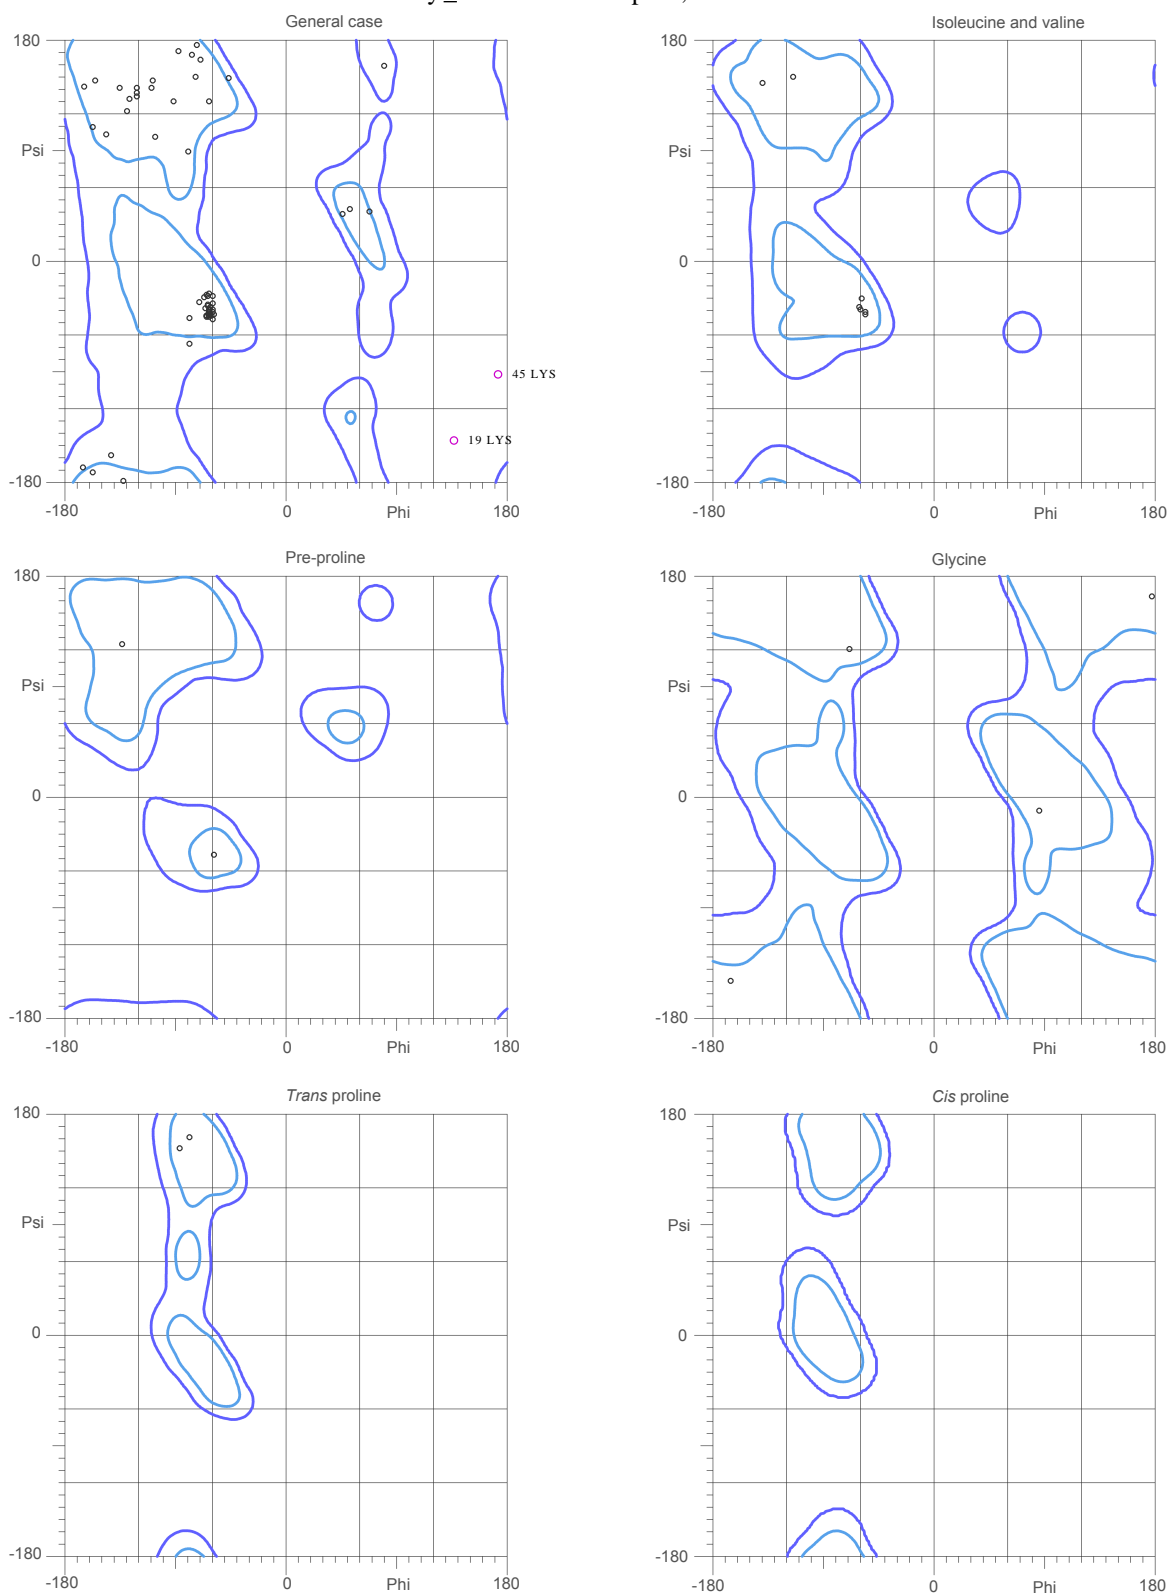 General case
Isoleucine and valine
180
180
Psi
Psi
0
0
45 LYS
19 LYS
-180
-180
-180
0
Phi
180
-180
0
Phi
180
Pre-proline
Glycine
180
180
Psi
Psi
0
0
-180
-180
-180
0
Phi
180
-180
0
Phi
180
Trans proline
Cis proline
180
180
Psi
Psi
0
0
-180
-180
-180
0
Phi
180
-180
0
Phi
180